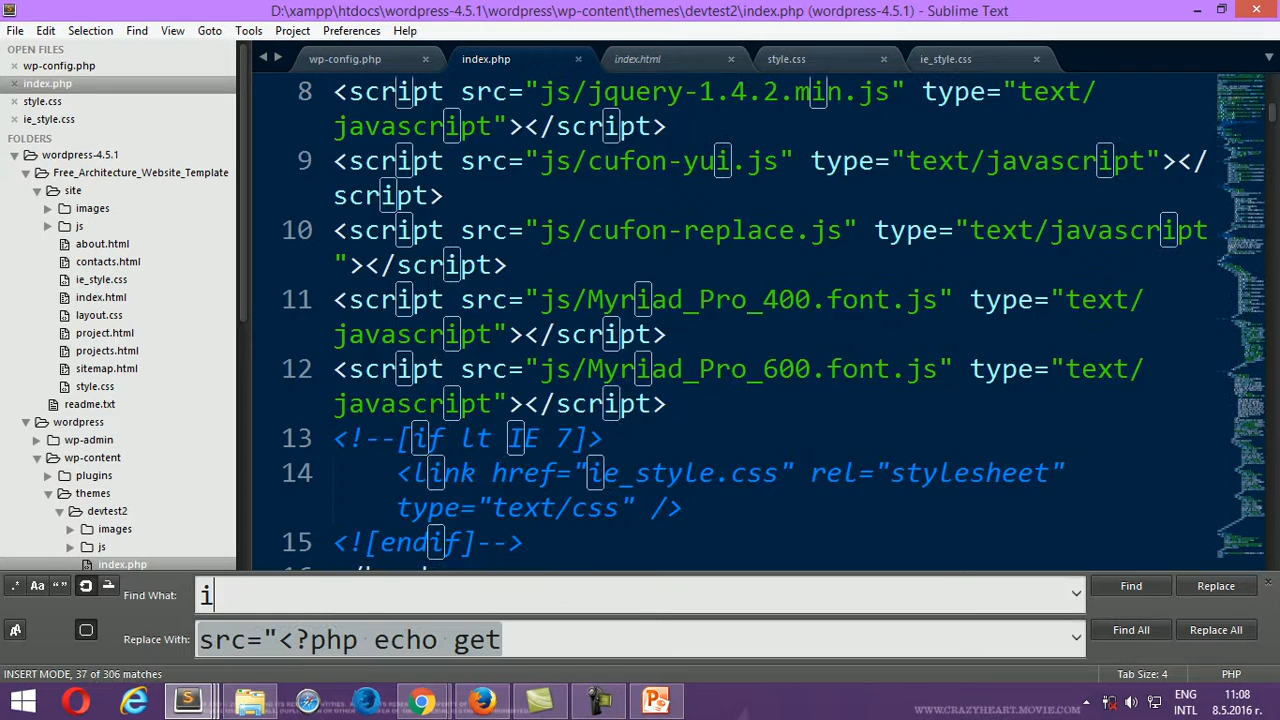 D:\xampp\htdocs\wordpress-4.5.1\wordpress\wp-content\themes\devtest2\index.php (wordpress-4.5.1) - Sublime Text
File Edit Selection Find View Goto Tools Project Preferences Help
OPEN FILES
wp-config.php
index.php
style.css
ie_style.css
FOLDERS
wordpress-4.5.1
Free_Architecture_Website_Template
site
images
js
about.html
contacts.html
ie_style.css
index.html
layout.css
project.html
projects.html
sitemap.html
style.css
readme.txt
wordpress
wp-admin
wp-content
plugins
themes
devtest2
images
js
index.php
wp-config.php index.php index.html style.css ie_style.css
8 <script src="js/jquery-1.4.2.min.js" type="text/
javascript"></script>
9 <script src="js/cufon-yui.js" type="text/javascript"></
script>
10 <script src="js/cufon-replace.js" type="text/javascript
"></script>
11 <script src="js/Myriad_Pro_400.font.js" type="text/
javascript"></script>
12 <script src="js/Myriad_Pro_600.font.js" type="text/
javascript"></script>
13 <!--[if lt IE 7]>
14 <link href="ie_style.css" rel="stylesheet"
type="text/css" />
15 <![endif]-->
.* Aa “ ” Find What: i Find Replace
Replace With: src="<?php echo get Find All Replace All
INSERT MODE, 37 of 306 matches Tab Size: 4 PHP
WWW.CRAZYHEART.MOVIE.COM
ENG 11:08
INTL 8.5.2016 г.